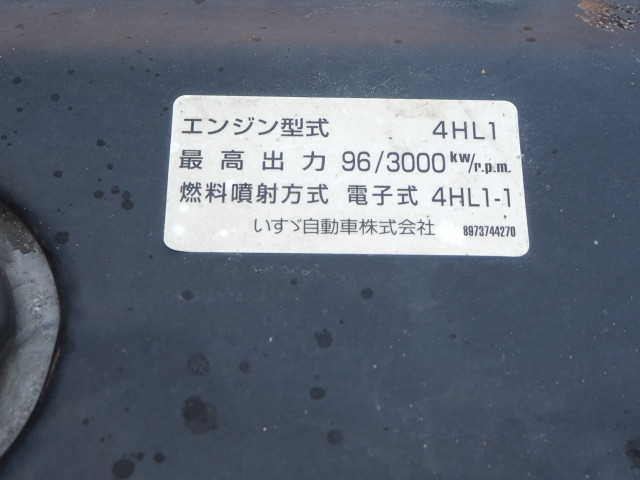 エンジン型式 4HL1
最高出力 96/3000 kw/r.p.m.
燃料噴射方式 電子式 4HL1-1
いすゞ自動車株式会社 8973744270